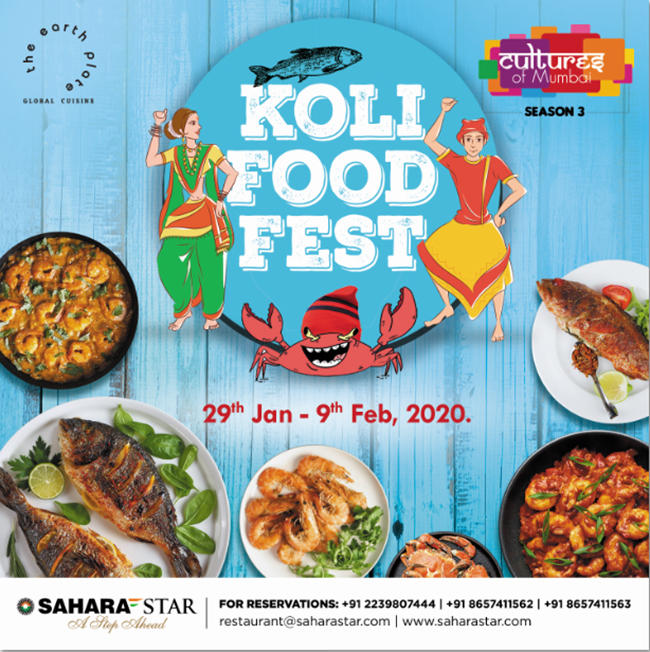 the earth plate
GLOBAL CUISINE
cultures
of Mumbai
SEASON 3
KOLI
FOOD
FEST
29th Jan - 9th Feb, 2020.
SAHARA STAR
A Step Ahead
FOR RESERVATIONS: +91 2239807444 | +91 8657411562 | +91 8657411563
restaurant@saharastar.com | www.saharastar.com